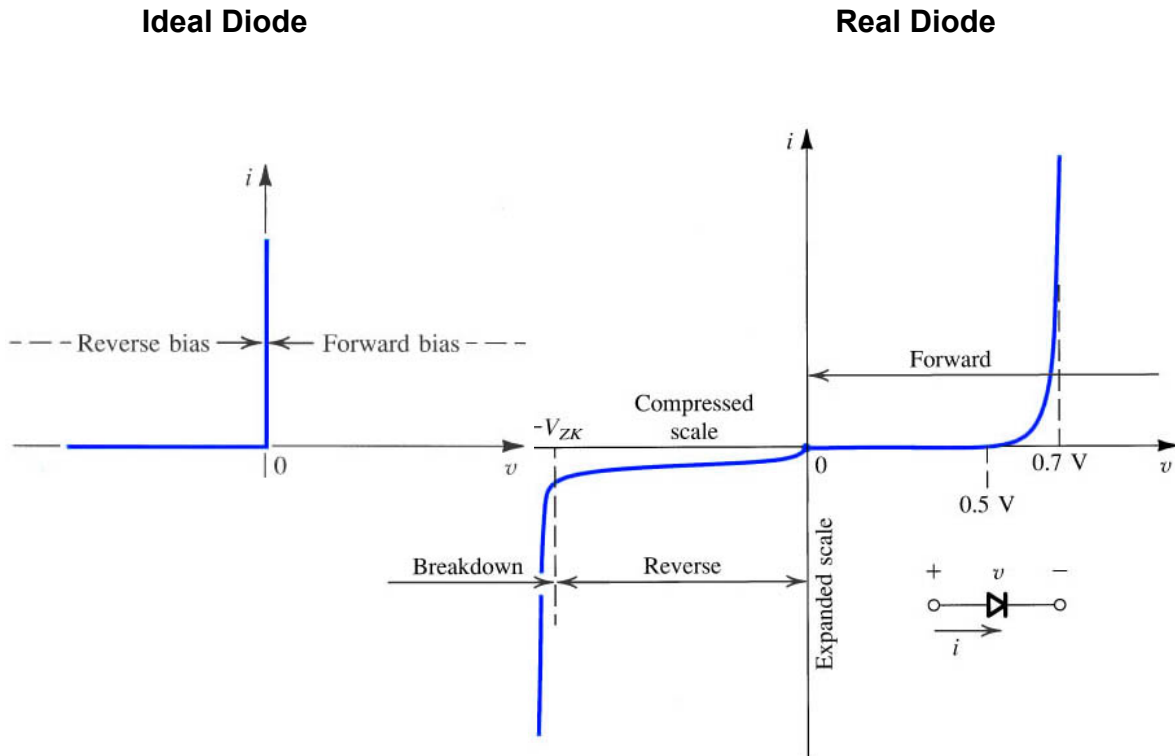 Ideal Diode
Real Diode
i
Reverse bias
Forward bias
0
v
i
Forward
Compressed
scale
-V_ZK
0
0.7 V
v
0.5 V
Breakdown
Reverse
Expanded scale
+ v −
i